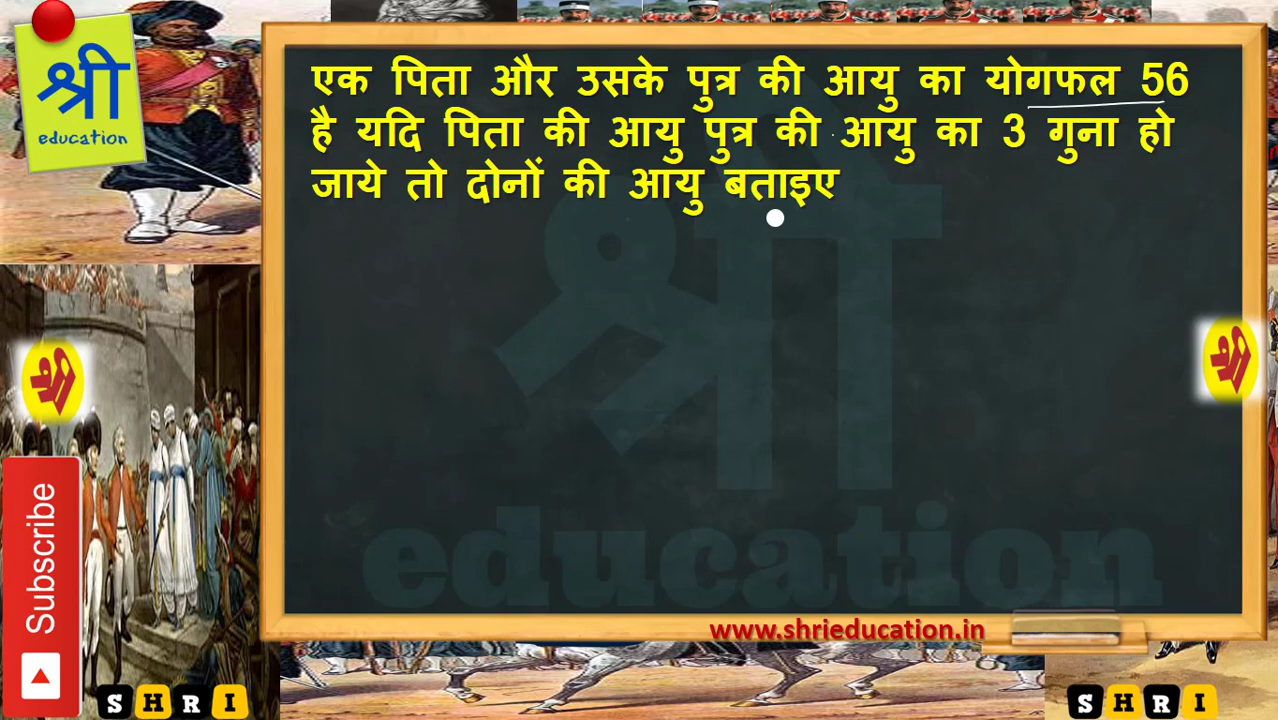 श्री
education
एक पिता और उसके पुत्र की आयु का योगफल 56
है यदि पिता की आयु पुत्र की आयु का 3 गुना हो
जाये तो दोनों की आयु बताइए
श्री
education
श्री
श्री
Subscribe
www.shrieducation.in
SHRI
SHRI